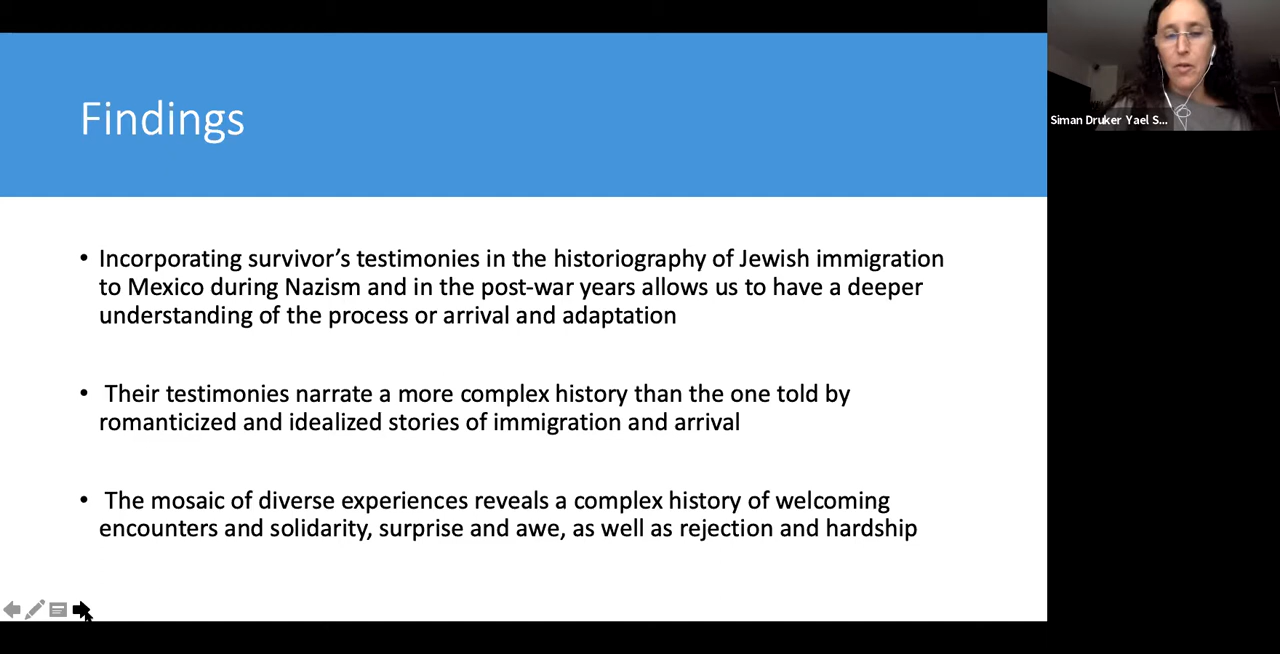 Findings
• Incorporating survivor's testimonies in the historiography of Jewish immigration
to Mexico during Nazism and in the post-war years allows us to have a deeper
understanding of the process or arrival and adaptation
• Their testimonies narrate a more complex history than the one told by
romanticized and idealized stories of immigration and arrival
• The mosaic of diverse experiences reveals a complex history of welcoming
encounters and solidarity, surprise and awe, as well as rejection and hardship
Siman Druker Yael S...